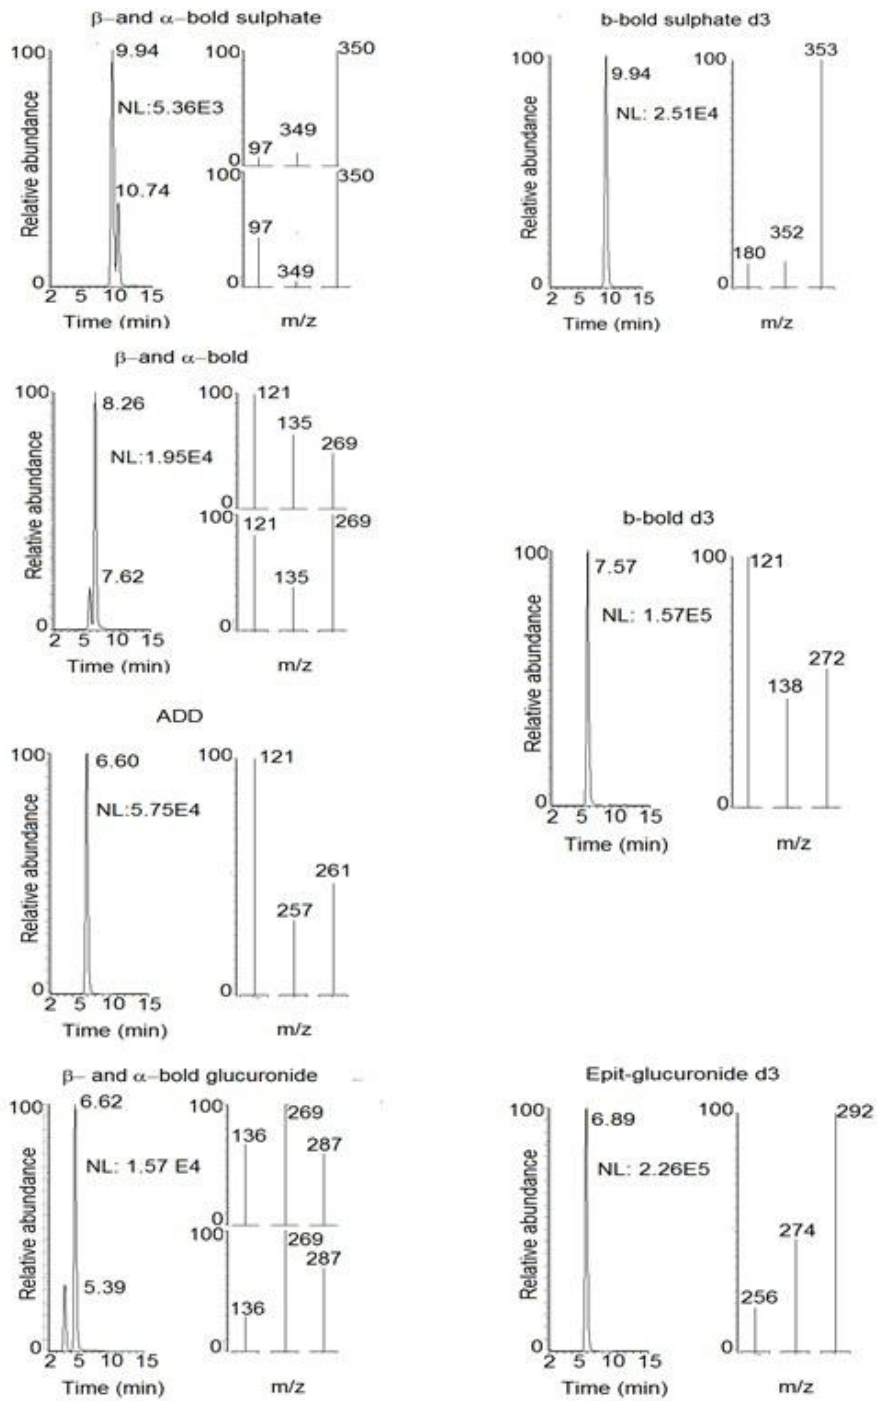 β–and α–bold sulphate
100
9.94
NL:5.36E3
10.74
Relative abundance
0
2 5 10 15
Time (min)
100
350
349
97
0
100
350
97
349
0
m/z
b-bold sulphate d3
100
9.94
NL: 2.51E4
Relative abundance
0
2 5 10 15
Time (min)
100
353
352
180
0
m/z
β–and α–bold
100
8.26
NL:1.95E4
7.62
Relative abundance
0
2 5 10 15
Time (min)
100
121
135
269
0
100
121
269
135
0
m/z
b-bold d3
100
7.57
NL: 1.57E5
Relative abundance
0
2 5 10 15
Time (min)
100
121
272
138
0
m/z
ADD
100
6.60
NL:5.75E4
Relative abundance
0
2 5 10 15
Time (min)
100
121
261
257
0
m/z
β– and α–bold glucuronide
100
6.62
NL: 1.57 E4
5.39
Relative abundance
0
2 5 10 15
Time (min)
100
269
136
287
0
100
269
287
136
0
m/z
Epit-glucuronide d3
100
6.89
NL: 2.26E5
Relative abundance
0
2 5 10 15
Time (min)
100
292
274
256
0
m/z